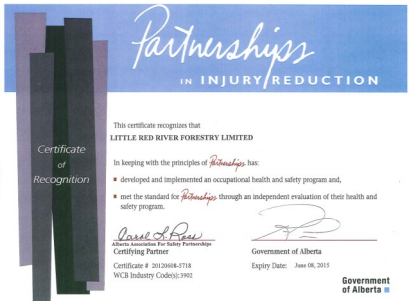 Partnerships
IN INJURY REDUCTION
Certificate
of
Recognition
This certificate recognizes that
LITTLE RED RIVER FORESTRY LIMITED
In keeping with the principles of Partnerships has:
developed and implemented an occupational health and safety program and,
met the standard for Partnerships through an independent evaluation of their health and
safety program.
Carol L. Ross
Alberta Association For Safety Partnerships
Certifying Partner
Government of Alberta
Certificate # 20120608-5718
Expiry Date: June 08, 2015
WCB Industry Code(s): 3902
Government
of Alberta